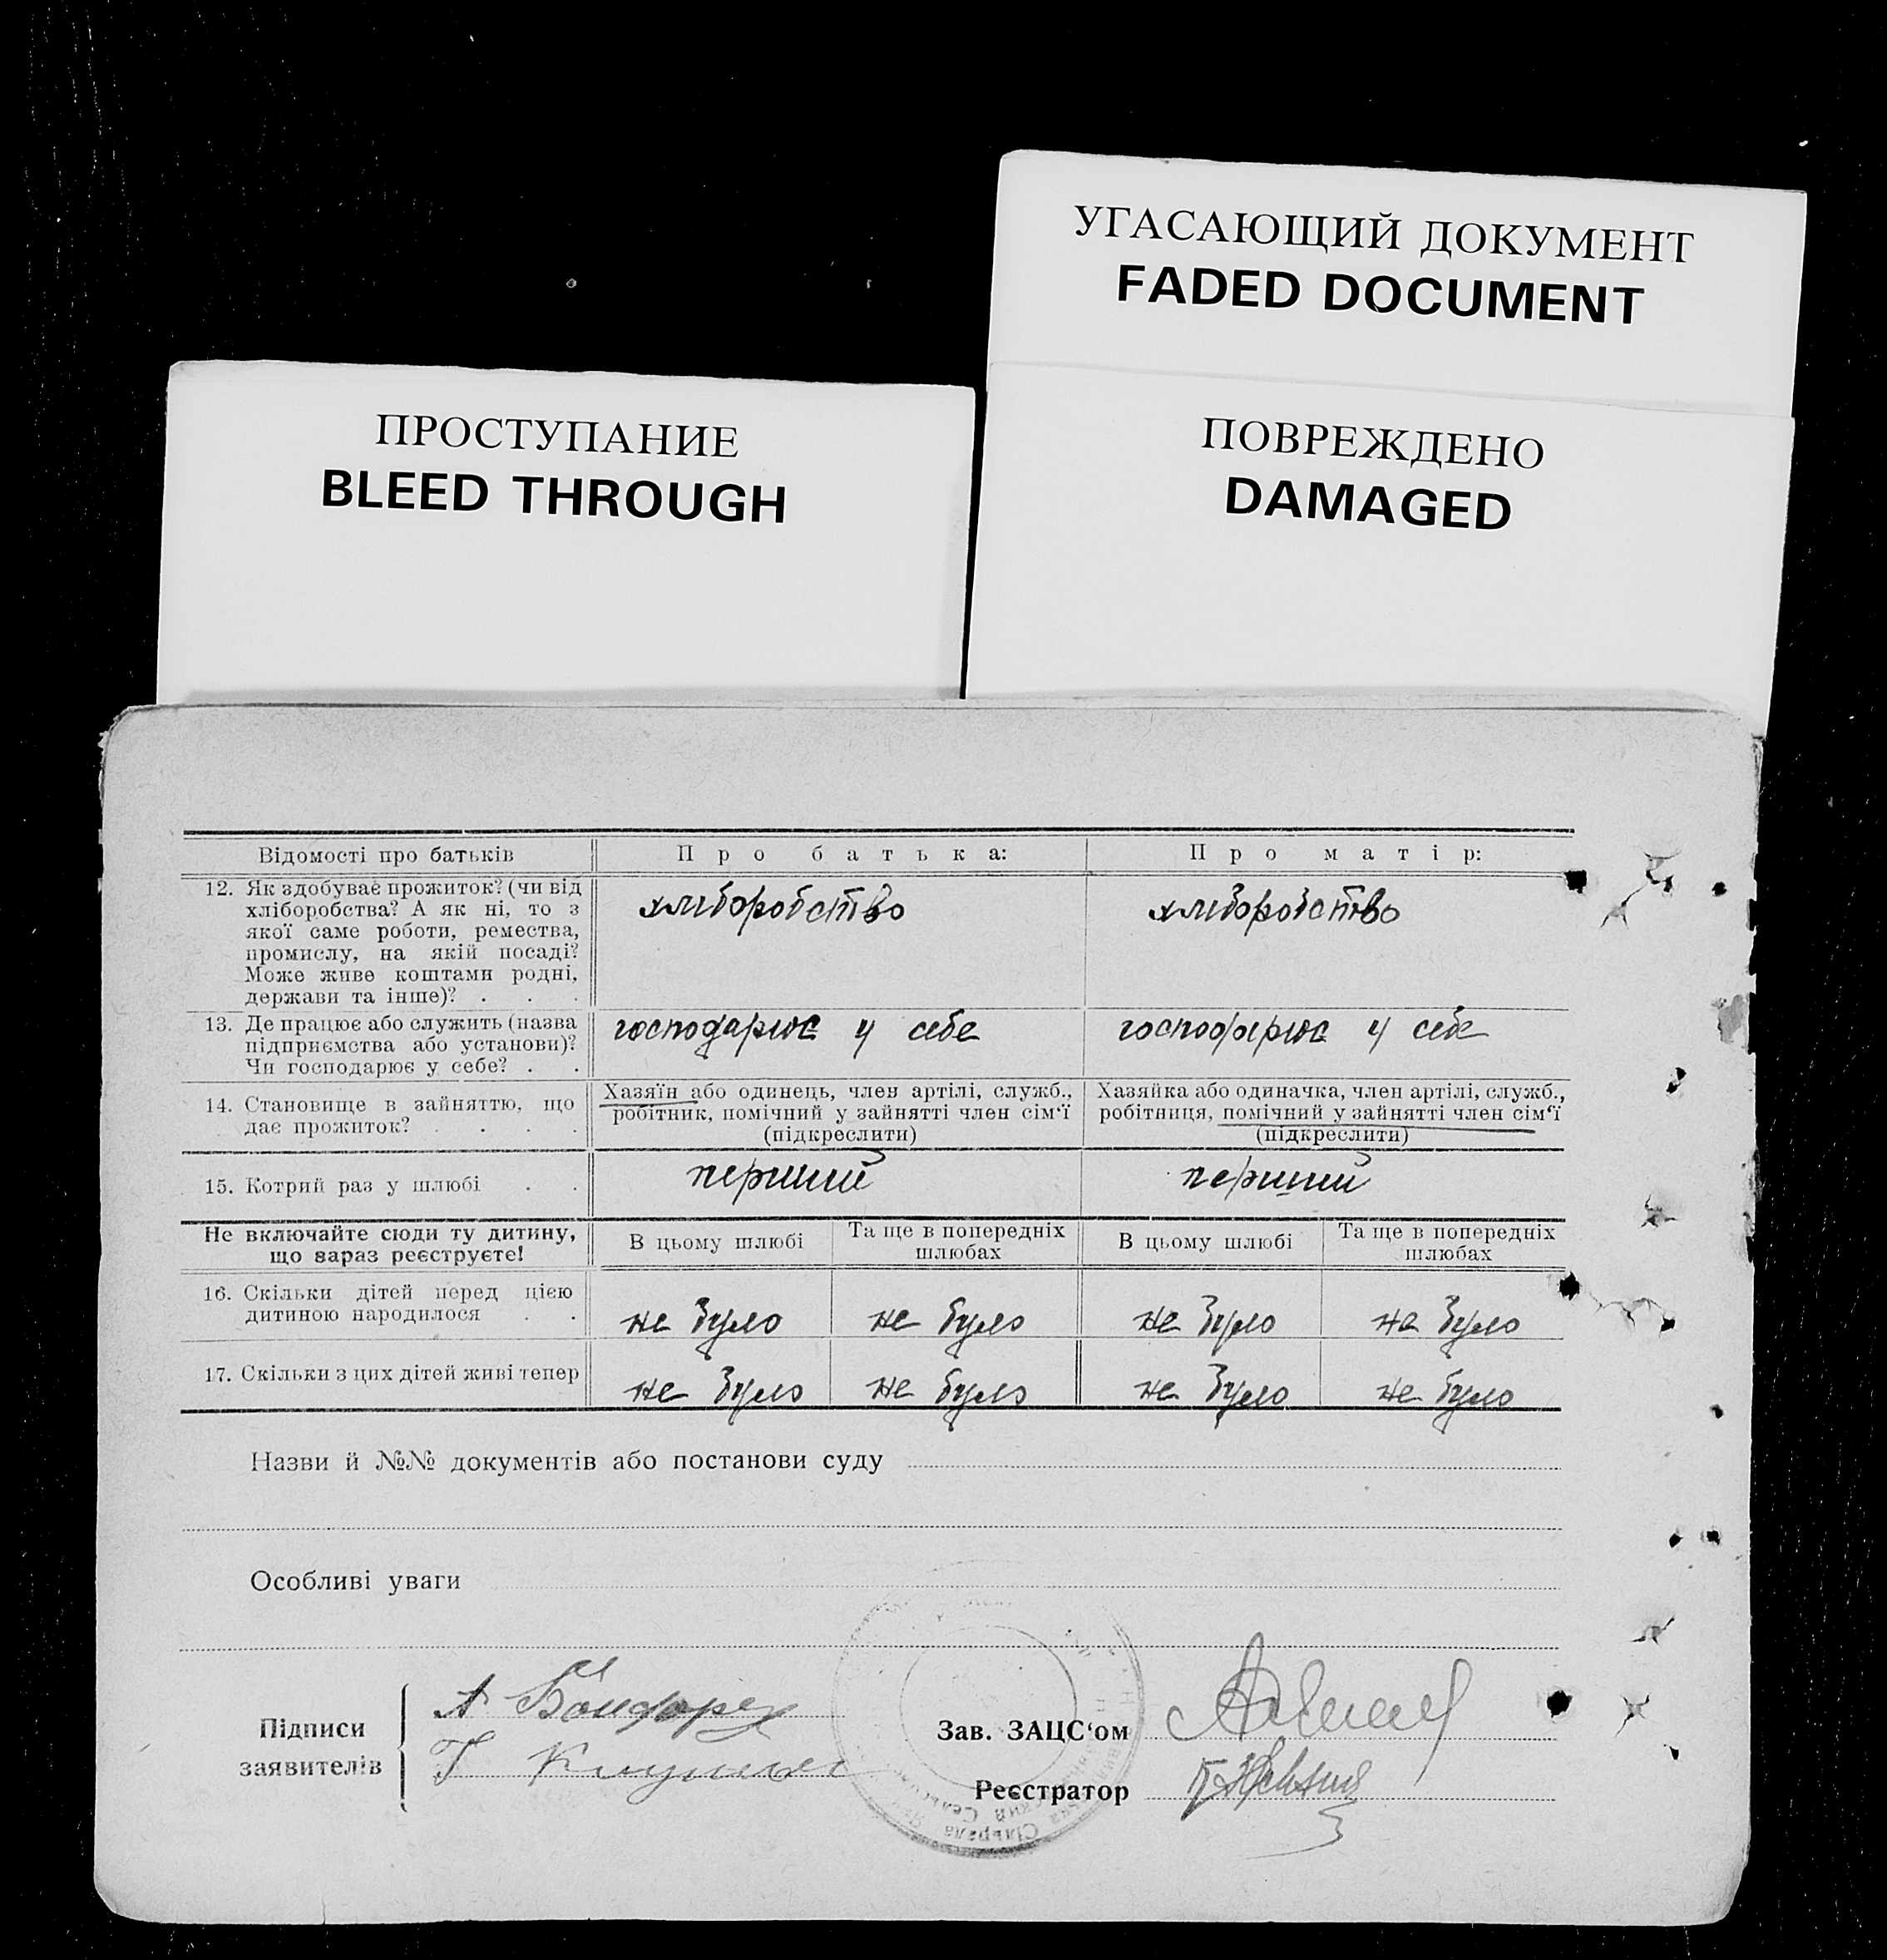 УГАСАЮЩИЙ ДОКУМЕНТ
FADED DOCUMENT
ПРОСТУПАНИЕ
BLEED THROUGH
ПОВРЕЖДЕНО
DAMAGED
Відомості про батьків
Про батька:
Про матір:
12. Як здобуває прожиток? (чи від
хліборобства? А як ні, то з
якої саме роботи, ремества,
промислу, на якій посаді?
Може живе коштами родні,
держави та інше)? . . .
хліборобство
хліборобство
13. Де працює або служить (назва
підприємства або установи)?
Чи господарює у себе? . .
господарює у себе
господарює у себе
14. Становище в зайняттю, що
дає прожиток? . . . .
Хазяїн або одинець, член артілі, служб.,
робітник, помічний у зайнятті член сім'ї
(підкреслити)
Хазяйка або одиначка, член артілі, служб.,
робітниця, помічний у зайнятті член сім'ї
(підкреслити)
15. Котрий раз у шлюбі . .
перший
перший
Не включайте сюди ту дитину,
що зараз реєструєте!
В цьому шлюбі
Та ще в попередніх
шлюбах
В цьому шлюбі
Та ще в попередніх
шлюбах
16. Скільки дітей перед цією
дитиною народилося . .
не було
не було
не було
не було
17. Скільки з цих дітей живі тепер
не було
не було
не було
не було
Назви й №№ документів або постанови суду
Особливі уваги
Підписи
заявителів
А
Зав. ЗАЦС'ом
Реєстратор
Сільрада